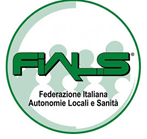 FIALS®
Federazione Italiana
Autonomie Locali e Sanità